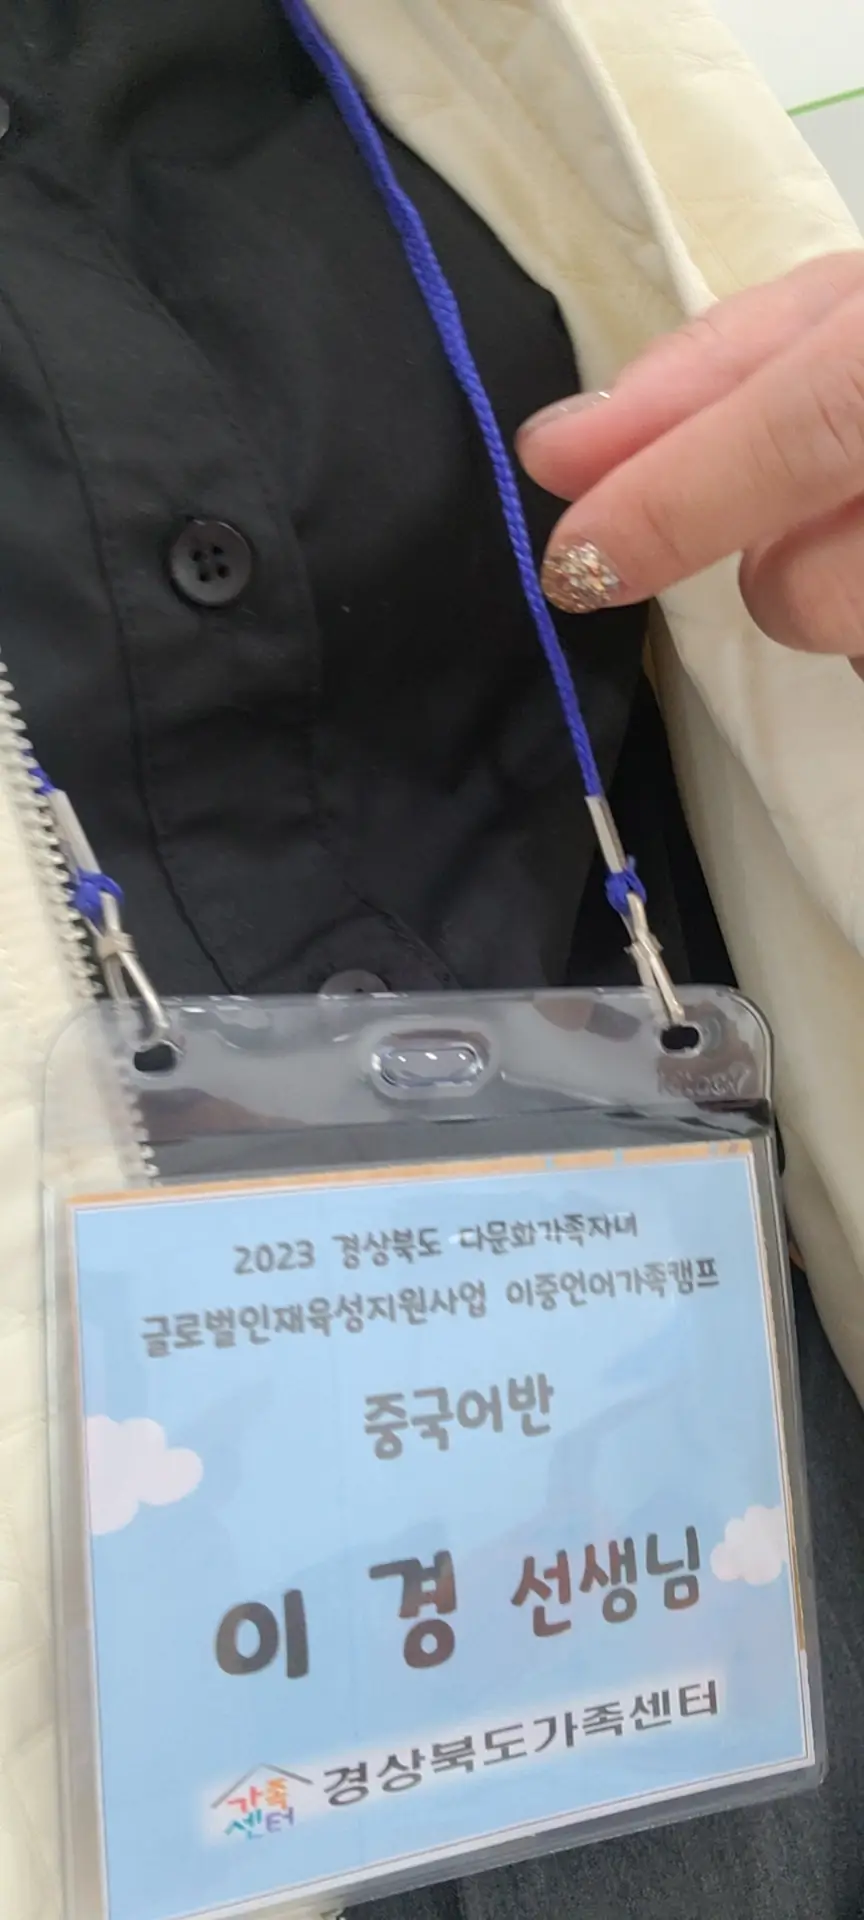 2023 경상북도 다문화가족자녀
글로벌인재육성지원사업 이중언어가족캠프
중국어반
이 경 선생님
가족
센터
경상북도가족센터